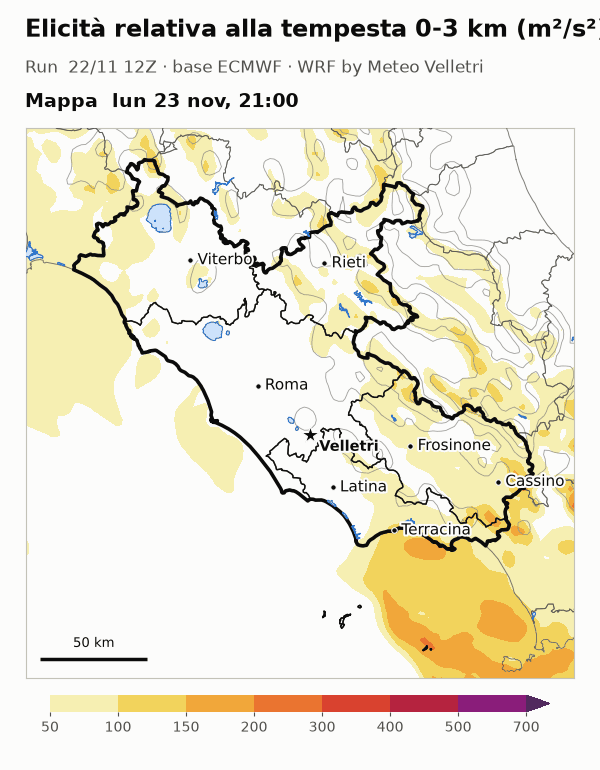 Elicità relativa alla tempesta 0-3 km (m²/s²)
Run  22/11 12Z · base ECMWF · WRF by Meteo Velletri
Mappa  lun 23 nov, 21:00
Viterbo
Rieti
Roma
Velletri
Frosinone
Cassino
Latina
Terracina
50 km
50 100 150 200 300 400 500 700